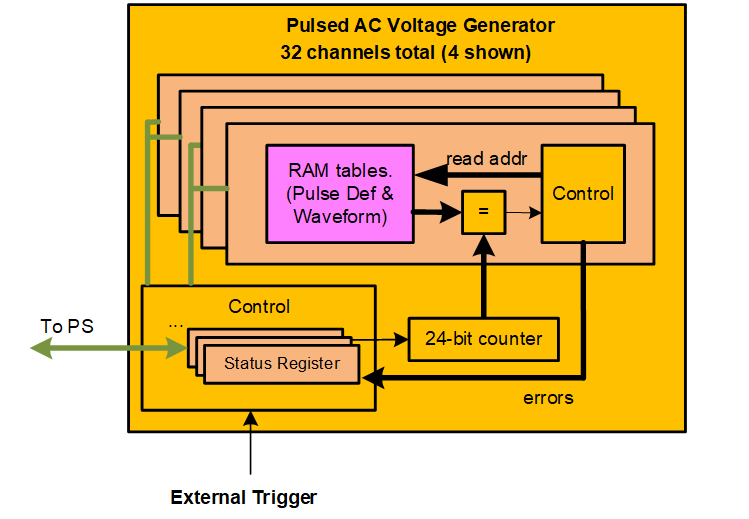 Pulsed AC Voltage Generator
32 channels total (4 shown)
RAM tables.
(Pulse Def &
Waveform)
read addr
=
Control
Control
...
To PS
Status Register
24-bit counter
errors
External Trigger